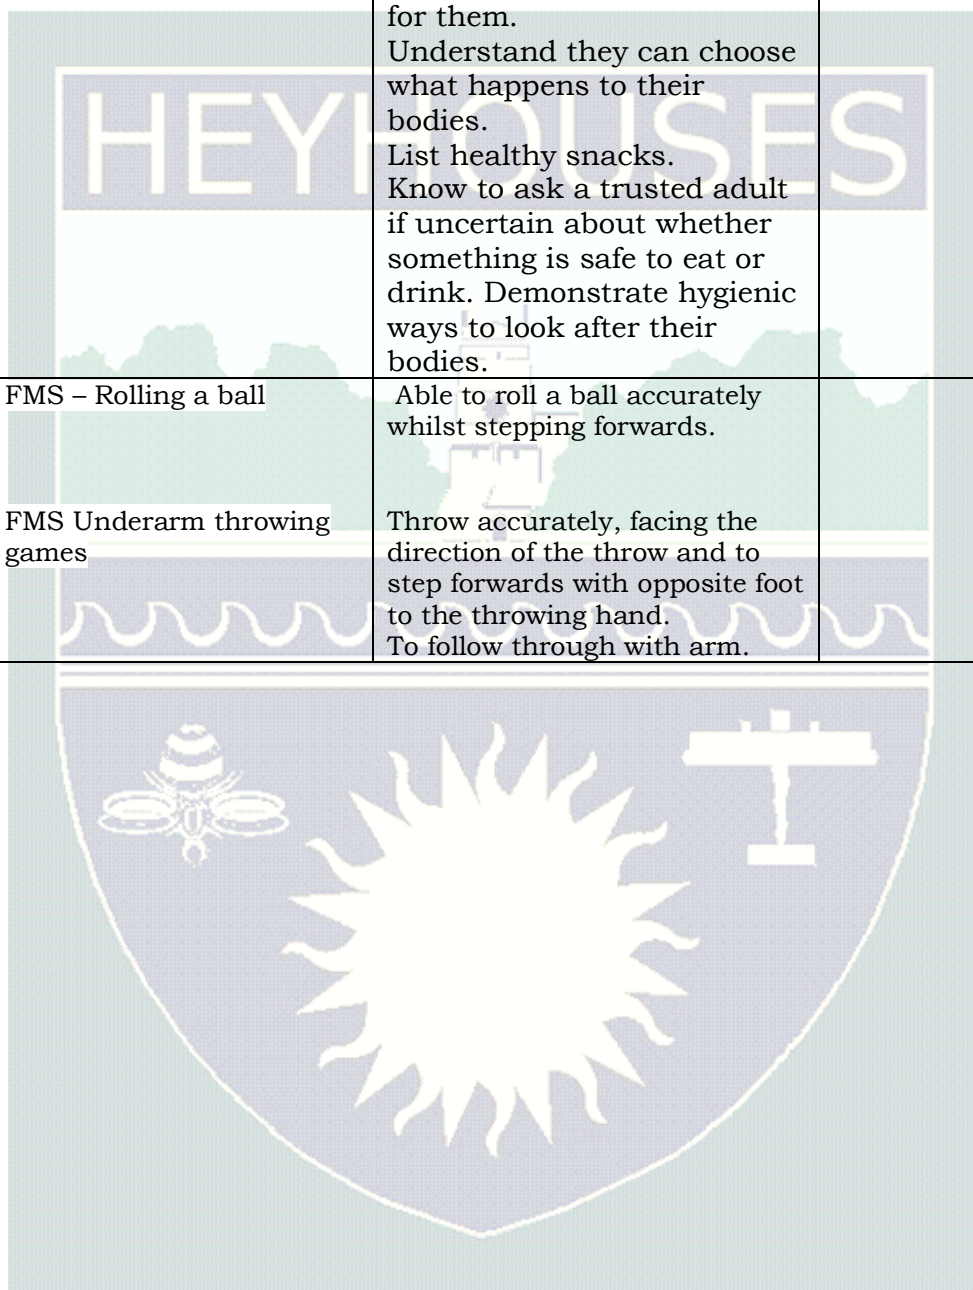 for them.
Understand they can choose
what happens to their
bodies.
List healthy snacks.
Know to ask a trusted adult
if uncertain about whether
something is safe to eat or
drink. Demonstrate hygienic
ways to look after their
bodies.
HEYHOUSES
FMS – Rolling a ball
Able to roll a ball accurately
whilst stepping forwards.
FMS Underarm throwing
games
Throw accurately, facing the
direction of the throw and to
step forwards with opposite foot
to the throwing hand.
To follow through with arm.